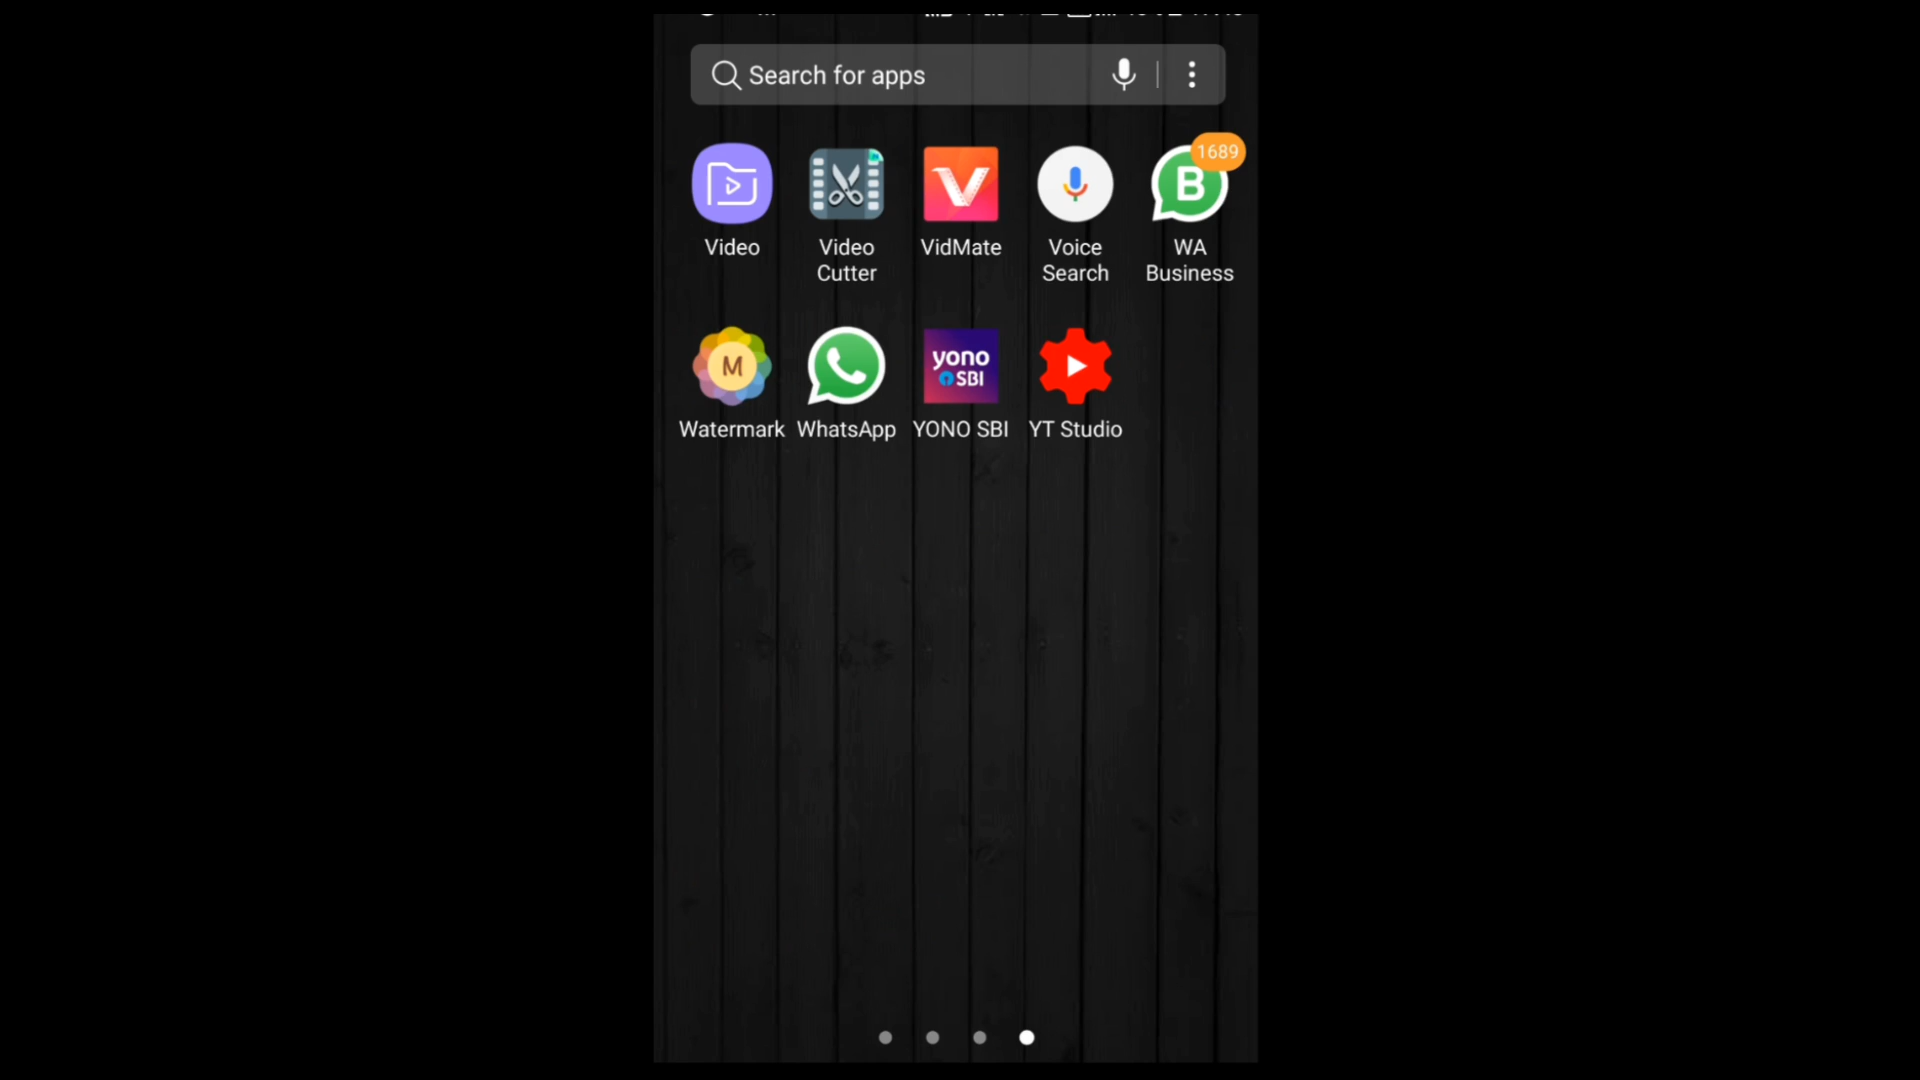 Search for apps
1689
B
Video
Video
Cutter
VidMate
Voice
Search
WA
Business
M
yono
SBI
Watermark
WhatsApp
YONO SBI
YT Studio